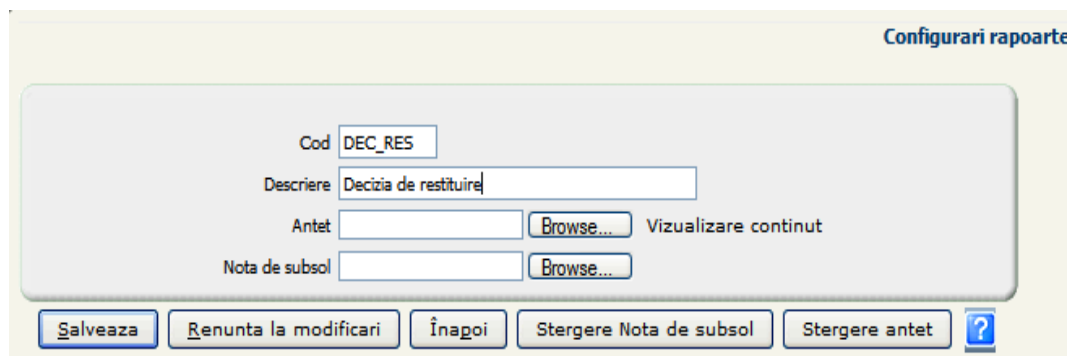 Configurari rapoarte
Cod DEC_RES
Descriere Decizia de restituire
Antet Browse... Vizualizare continut
Nota de subsol Browse...
Salveaza Renunta la modificari Înapoi Stergere Nota de subsol Stergere antet ?